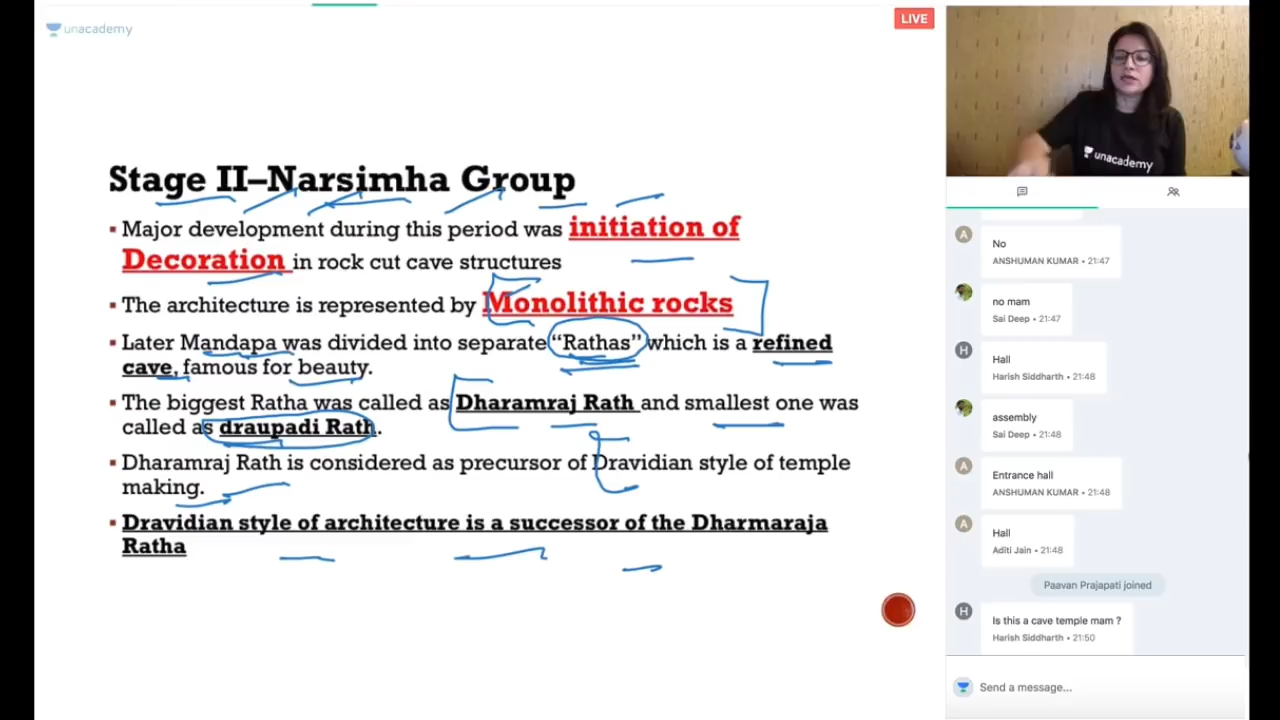 unacademy
LIVE
Stage II–Narsimha Group
▪ Major development during this period was initiation of
Decoration in rock cut cave structures
▪ The architecture is represented by Monolithic rocks
▪ Later Mandapa was divided into separate “Rathas” which is a refined
cave, famous for beauty.
▪ The biggest Ratha was called as Dharamraj Rath and smallest one was
called as draupadi Rath.
▪ Dharamraj Rath is considered as precursor of Dravidian style of temple
making.
▪ Dravidian style of architecture is a successor of the Dharmaraja
Ratha
unacademy
A
No
ANSHUMAN KUMAR • 21:47
no mam
Sai Deep • 21:47
H
Hall
Harish Siddharth • 21:48
assembly
Sai Deep • 21:48
A
Entrance hall
ANSHUMAN KUMAR • 21:48
A
Hall
Aditi Jain • 21:48
Paavan Prajapati joined
H
Is this a cave temple mam ?
Harish Siddharth • 21:50
Send a message...